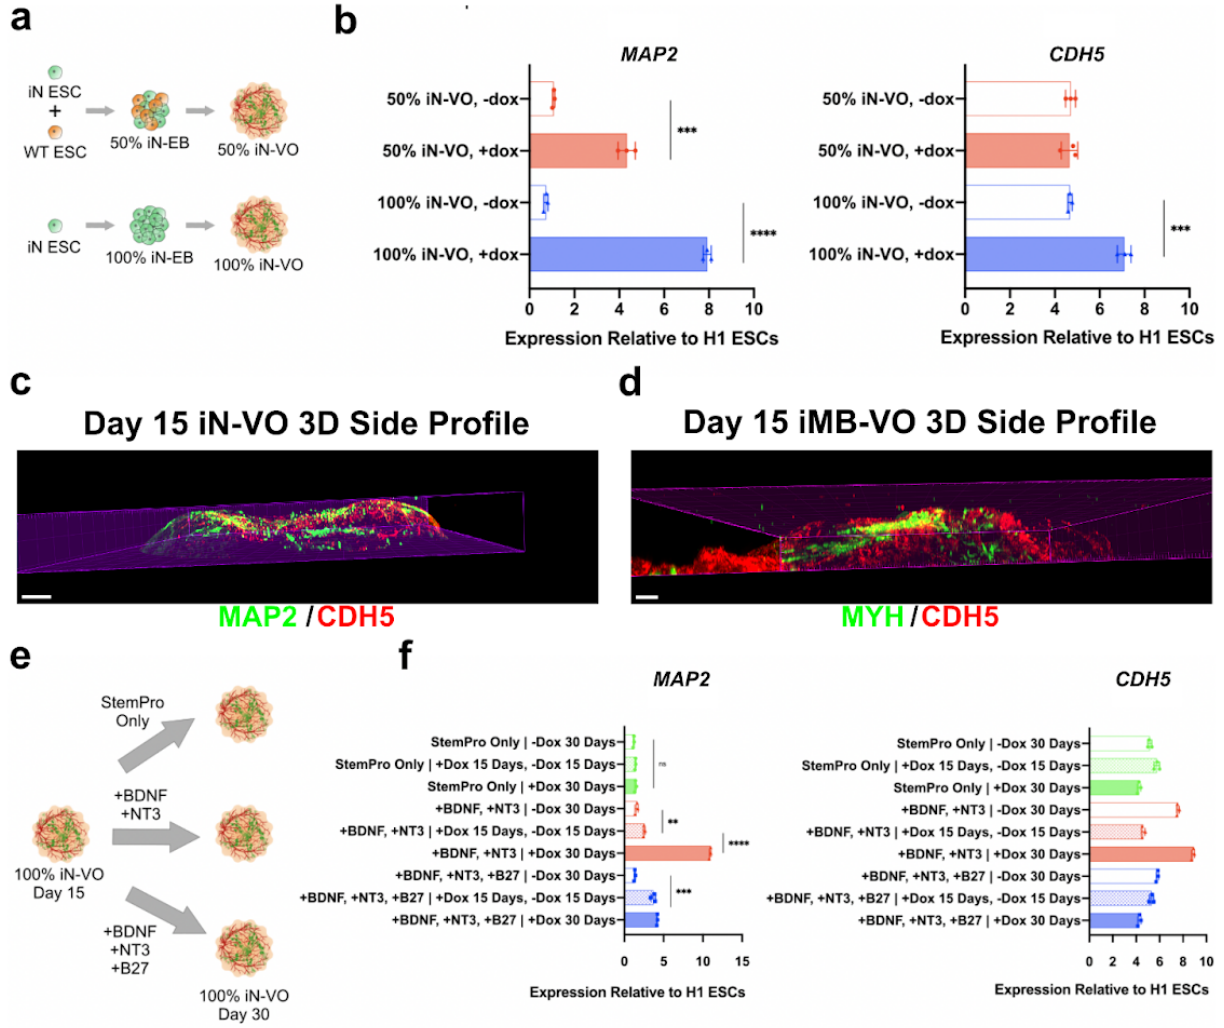 a
iN ESC
+
WT ESC
50% iN-EB
50% iN-VO
iN ESC
100% iN-EB
100% iN-VO
b
MAP2
50% iN-VO, -dox
50% iN-VO, +dox
100% iN-VO, -dox
100% iN-VO, +dox
***
****
0 2 4 6 8 10
Expression Relative to H1 ESCs
CDH5
50% iN-VO, -dox
50% iN-VO, +dox
100% iN-VO, -dox
100% iN-VO, +dox
***
0 2 4 6 8 10
Expression Relative to H1 ESCs
c
Day 15 iN-VO 3D Side Profile
MAP2 / CDH5
d
Day 15 iMB-VO 3D Side Profile
MYH / CDH5
e
StemPro
Only
+BDNF
+NT3
100% iN-VO
Day 15
+BDNF
+NT3
+B27
100% iN-VO
Day 30
f
MAP2
StemPro Only | -Dox 30 Days
StemPro Only | +Dox 15 Days, -Dox 15 Days
StemPro Only | +Dox 30 Days
+BDNF, +NT3 | -Dox 30 Days
+BDNF, +NT3 | +Dox 15 Days, -Dox 15 Days
+BDNF, +NT3 | +Dox 30 Days
+BDNF, +NT3, +B27 | -Dox 30 Days
+BDNF, +NT3, +B27 | +Dox 15 Days, -Dox 15 Days
+BDNF, +NT3, +B27 | +Dox 30 Days
ns
**
****
***
0 5 10 15
Expression Relative to H1 ESCs
CDH5
StemPro Only | -Dox 30 Days
StemPro Only | +Dox 15 Days, -Dox 15 Days
StemPro Only | +Dox 30 Days
+BDNF, +NT3 | -Dox 30 Days
+BDNF, +NT3 | +Dox 15 Days, -Dox 15 Days
+BDNF, +NT3 | +Dox 30 Days
+BDNF, +NT3, +B27 | -Dox 30 Days
+BDNF, +NT3, +B27 | +Dox 15 Days, -Dox 15 Days
+BDNF, +NT3, +B27 | +Dox 30 Days
0 2 4 6 8 10
Expression Relative to H1 ESCs